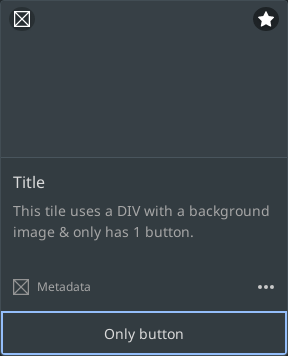 Title
This tile uses a DIV with a background
image & only has 1 button.
Metadata
Only button